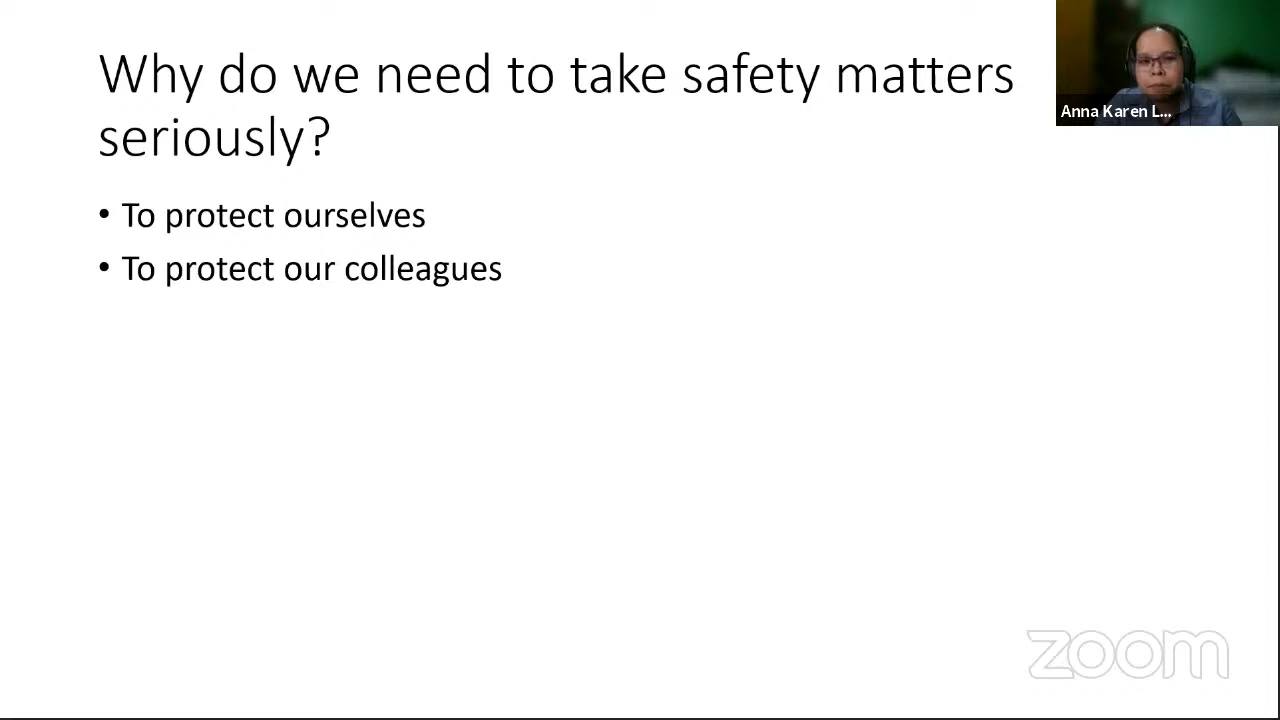 Why do we need to take safety matters
seriously?
• To protect ourselves
• To protect our colleagues
Anna Karen L...
zoom